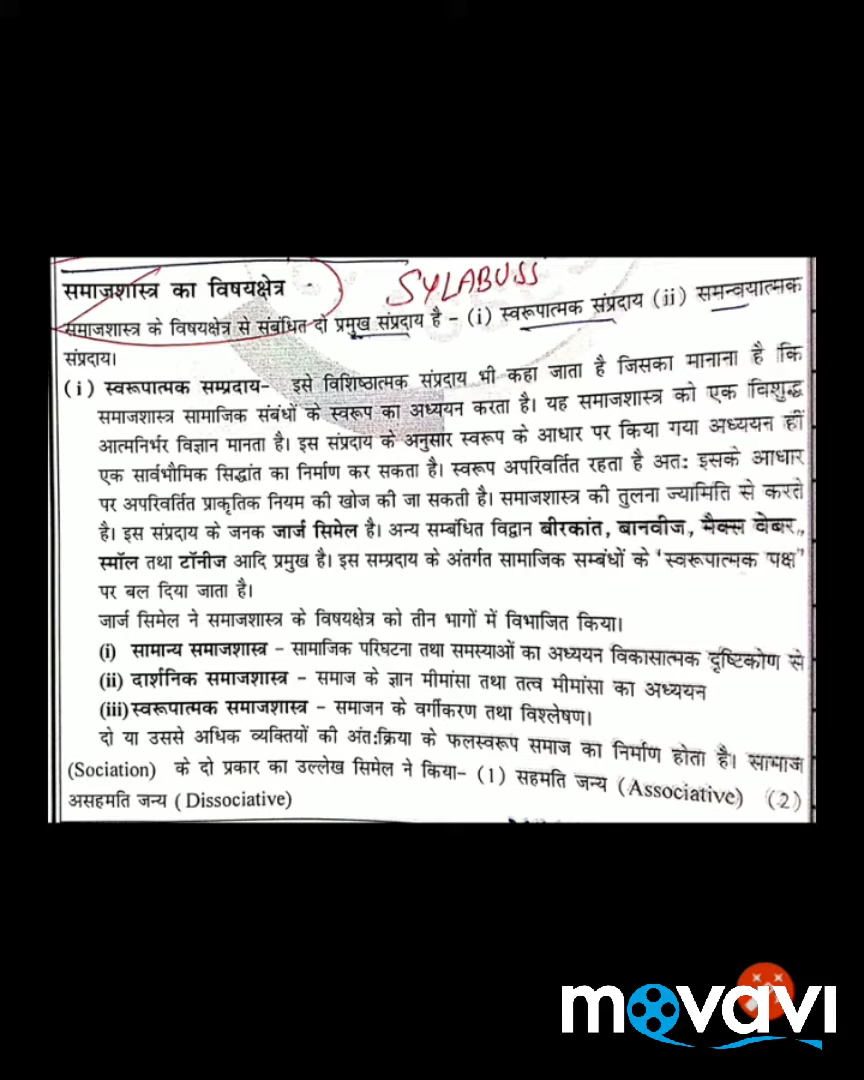 SYLABUSS
समाजशास्त्र का विषयक्षेत्र
समाजशास्त्र के विषयक्षेत्र से संबंधित दो प्रमुख संप्रदाय है - (i) स्वरूपात्मक संप्रदाय (ii) समन्वयात्मक
संप्रदाय।
(i) स्वरूपात्मक सम्प्रदाय- इसे विशिष्ठात्मक संप्रदाय भी कहा जाता है जिसका मानाना है कि
समाजशास्त्र सामाजिक संबंधों के स्वरूप का अध्ययन करता है। यह समाजशास्त्र को एक विशुद्ध
आत्मनिर्भर विज्ञान मानता है। इस संप्रदाय के अनुसार स्वरूप के आधार पर किया गया अध्ययन हीं
एक सार्वभौमिक सिद्धांत का निर्माण कर सकता है। स्वरूप अपरिवर्तित रहता है अत: इसके आधार
पर अपरिवर्तित प्राकृतिक नियम की खोज की जा सकती है। समाजशास्त्र की तुलना ज्यामिति से करते
है। इस संप्रदाय के जनक जार्ज सिमेल है। अन्य सम्बंधित विद्वान बीरकांत, बानवीज, मैक्स वेबर,,
स्मॉल तथा टॉनीज आदि प्रमुख है। इस सम्प्रदाय के अंतर्गत सामाजिक सम्बंधों के "स्वरूपात्मक पक्ष"
पर बल दिया जाता है।
जार्ज सिमेल ने समाजशास्त्र के विषयक्षेत्र को तीन भागों में विभाजित किया।
(i) सामान्य समाजशास्त्र - सामाजिक परिघटना तथा समस्याओं का अध्ययन विकासात्मक दृष्टिकोण से
(ii) दार्शनिक समाजशास्त्र - समाज के ज्ञान मीमांसा तथा तत्व मीमांसा का अध्ययन
(iii) स्वरूपात्मक समाजशास्त्र - समाजन के वर्गीकरण तथा विश्लेषण।
दो या उससे अधिक व्यक्तियों की अंत:क्रिया के फलस्वरूप समाज का निर्माण होता है। सामाज
(Sociation) के दो प्रकार का उल्लेख सिमेल ने किया- (1) सहमति जन्य (Associative) (2)
असहमति जन्य (Dissociative)
movavi